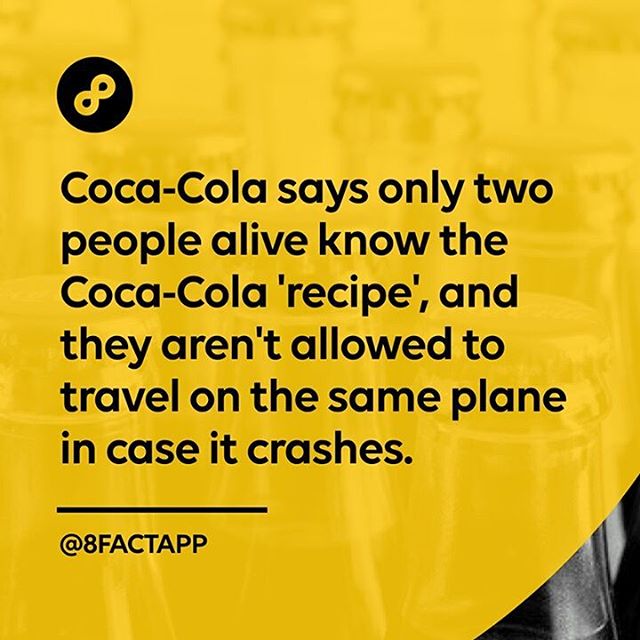 Coca-Cola says only two
people alive know the
Coca-Cola 'recipe', and
they aren't allowed to
travel on the same plane
in case it crashes.
@8FACTAPP